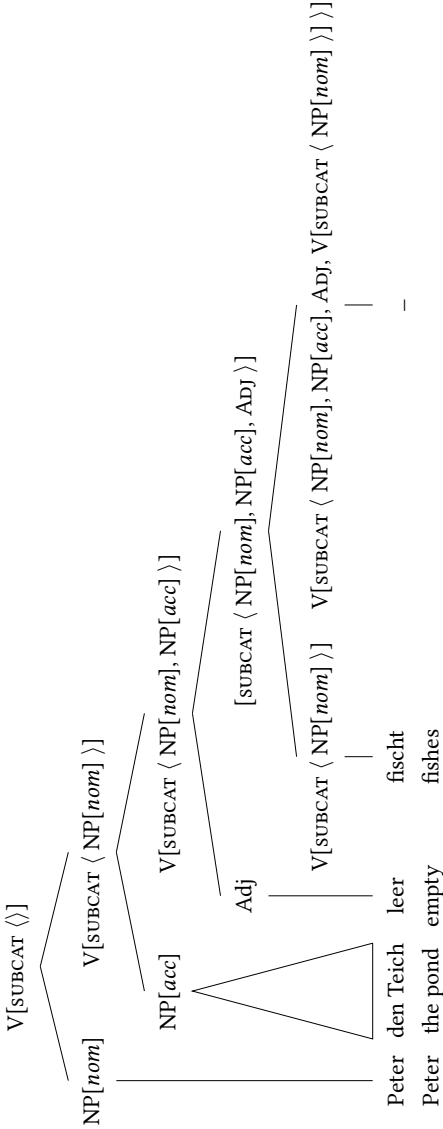 V[SUBCAT ⟨⟩]
NP[nom] V[SUBCAT ⟨ NP[nom] ⟩]
NP[acc] V[SUBCAT ⟨ NP[nom], NP[acc] ⟩]
Adj [SUBCAT ⟨ NP[nom], NP[acc], ADJ ⟩]
V[SUBCAT ⟨ NP[nom] ⟩] V[SUBCAT ⟨ NP[nom], NP[acc], ADJ, V[SUBCAT ⟨ NP[nom] ⟩] ⟩]
Peter den Teich leer fischt –
Peter the pond empty fishes